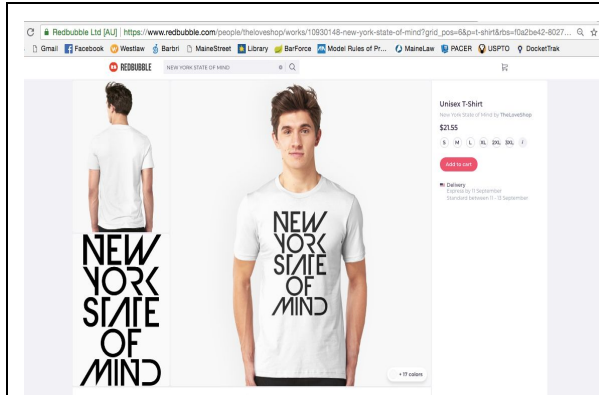 Redbubble Ltd [AU] | https://www.redbubble.com/people/theloveshop/works/10930148-new-york-state-of-mind?grid_pos=6&p=t-shirt&rbs=f0a2be42-8027...
Gmail Facebook Westlaw Barbri MaineStreet Library BarForce Model Rules of Pr... MaineLaw PACER USPTO DocketTrak
REDBUBBLE NEW YORK STATE OF MIND
Unisex T-Shirt
New York State of Mind by TheLoveShop
$21.55
S M L XL 2XL 3XL
Add to cart
Delivery
Express by 11 September
Standard between 11 - 12 September
NEW
YORK
STATE
OF
MIND
NEW
YORK
STATE
OF
MIND
+ 17 colors